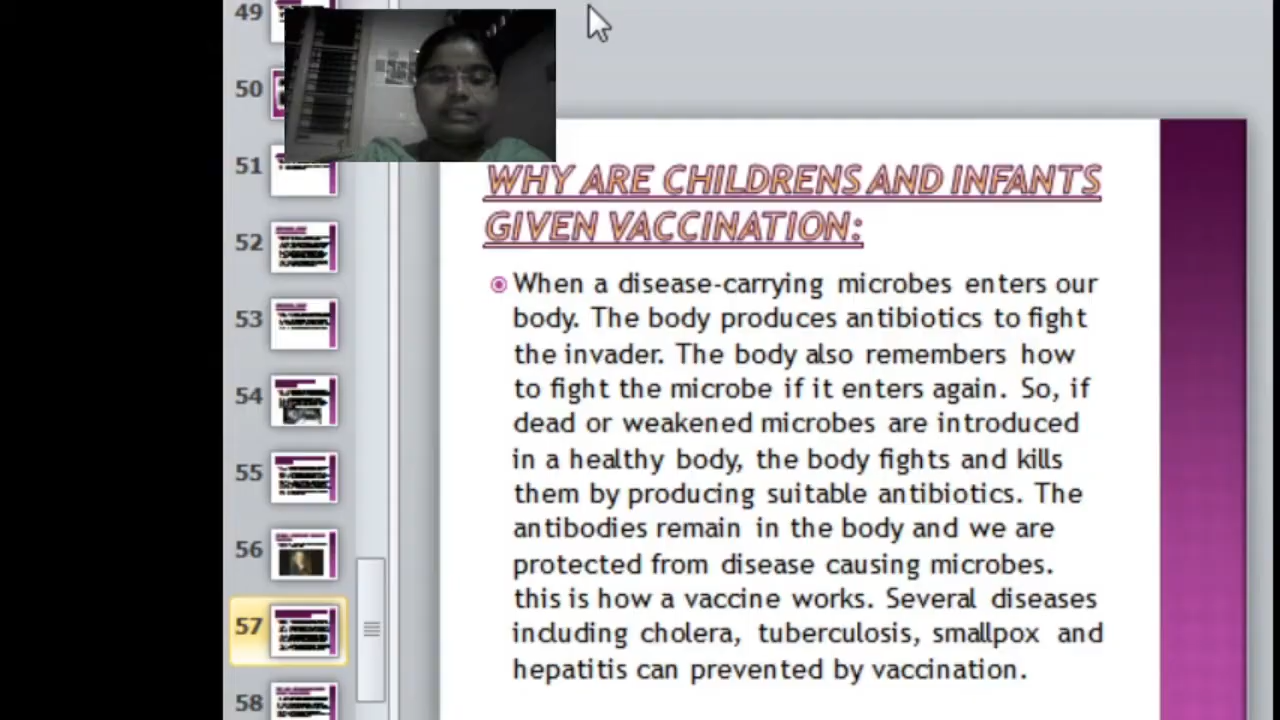 49
50
51
52
53
54
55
56
57
58
WHY ARE CHILDRENS AND INFANTS
GIVEN VACCINATION:
When a disease-carrying microbes enters our
body. The body produces antibiotics to fight
the invader. The body also remembers how
to fight the microbe if it enters again. So, if
dead or weakened microbes are introduced
in a healthy body, the body fights and kills
them by producing suitable antibiotics. The
antibodies remain in the body and we are
protected from disease causing microbes.
this is how a vaccine works. Several diseases
including cholera, tuberculosis, smallpox and
hepatitis can prevented by vaccination.